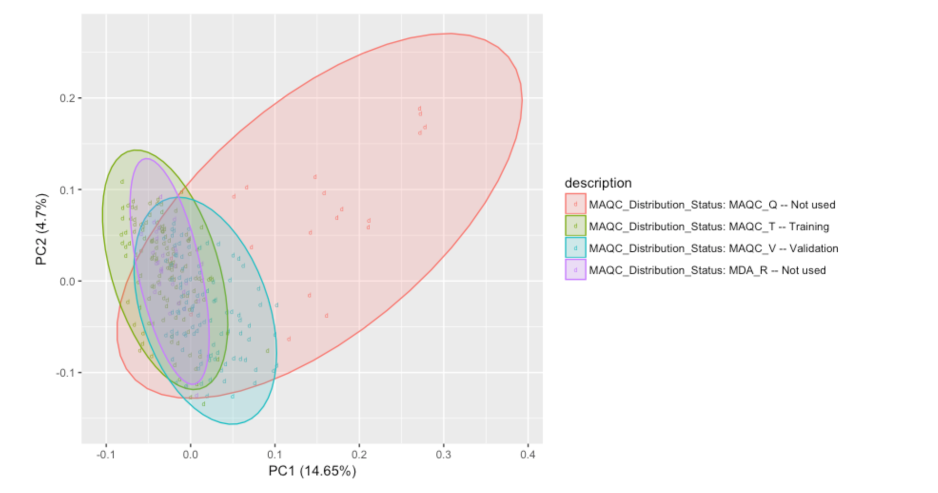 0.2
0.1
0.0
-0.1
PC2 (4.7%)
-0.1 0.0 0.1 0.2 0.3 0.4
PC1 (14.65%)
description
d MAQC_Distribution_Status: MAQC_Q -- Not used
d MAQC_Distribution_Status: MAQC_T -- Training
d MAQC_Distribution_Status: MAQC_V -- Validation
d MAQC_Distribution_Status: MDA_R -- Not used